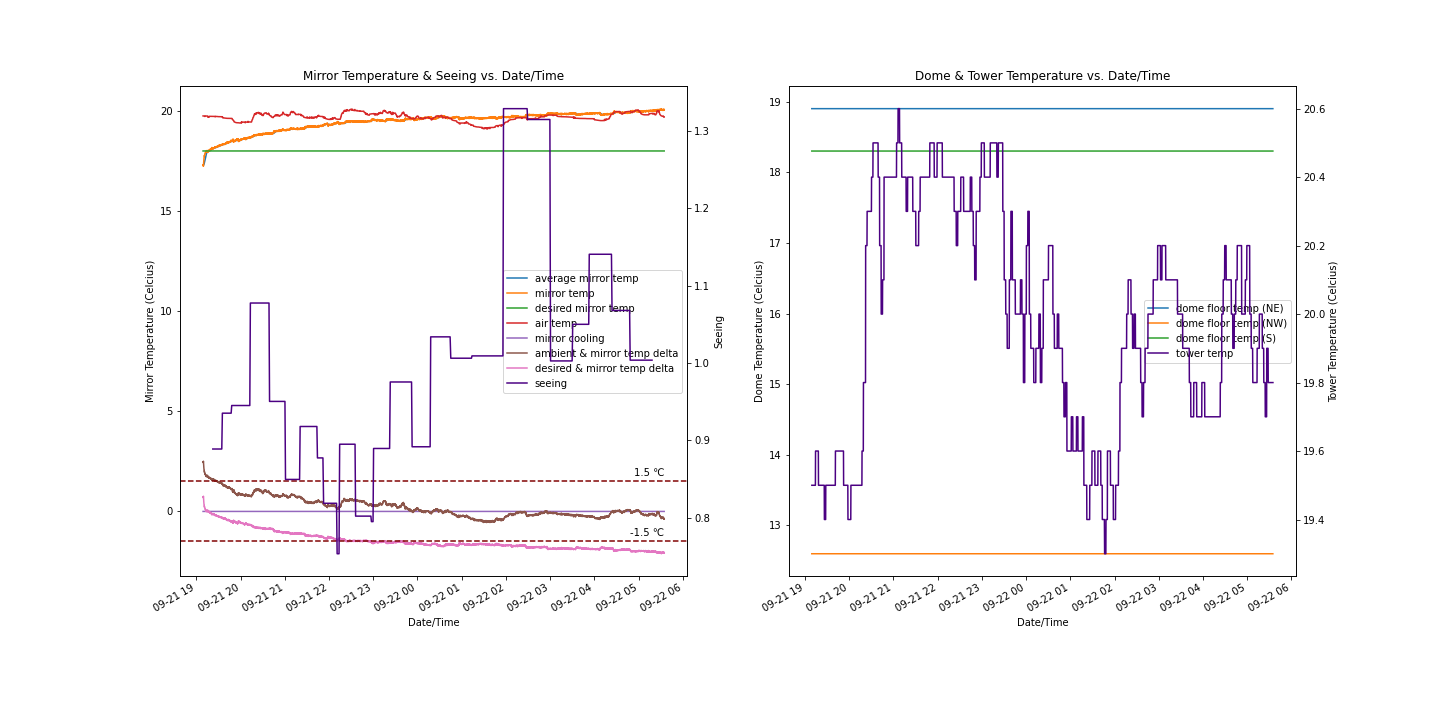 Mirror Temperature & Seeing vs. Date/Time
Mirror Temperature (Celcius)
20
15
10
5
0
1.3
1.2
1.1
1.0
0.9
0.8
Seeing
average mirror temp
mirror temp
desired mirror temp
air temp
mirror cooling
ambient & mirror temp delta
desired & mirror temp delta
seeing
1.5 ℃
-1.5 ℃
09-21 19
09-21 20
09-21 21
09-21 22
09-21 23
09-22 00
09-22 01
09-22 02
09-22 03
09-22 04
09-22 05
09-22 06
Date/Time
Dome & Tower Temperature vs. Date/Time
Dome Temperature (Celcius)
19
18
17
16
15
14
13
20.6
20.4
20.2
20.0
19.8
19.6
19.4
Tower Temperature (Celcius)
dome floor temp (NE)
dome floor temp (NW)
dome floor temp (S)
tower temp
09-21 19
09-21 20
09-21 21
09-21 22
09-21 23
09-22 00
09-22 01
09-22 02
09-22 03
09-22 04
09-22 05
09-22 06
Date/Time